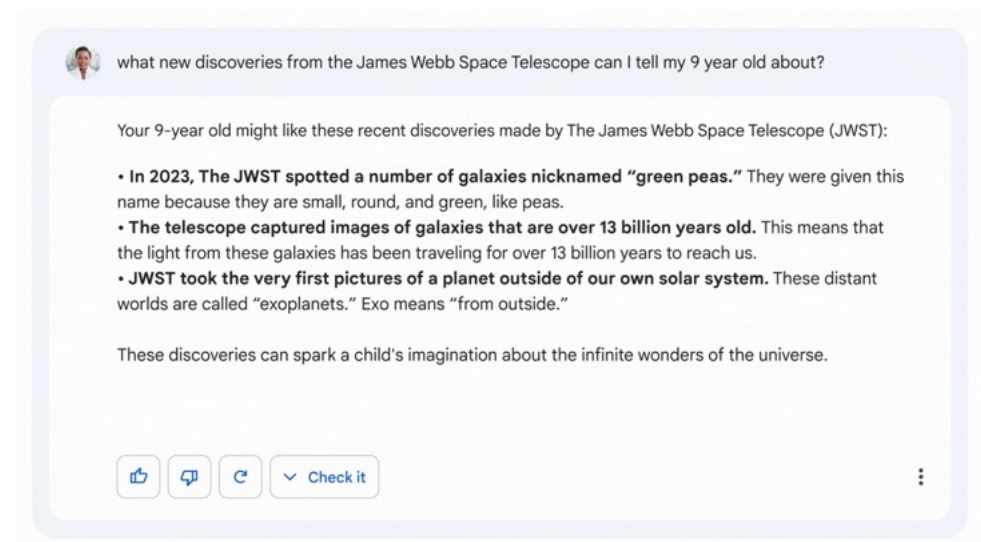 what new discoveries from the James Webb Space Telescope can I tell my 9 year old about?
Your 9-year old might like these recent discoveries made by The James Webb Space Telescope (JWST):
• In 2023, The JWST spotted a number of galaxies nicknamed “green peas.” They were given this
name because they are small, round, and green, like peas.
• The telescope captured images of galaxies that are over 13 billion years old. This means that
the light from these galaxies has been traveling for over 13 billion years to reach us.
• JWST took the very first pictures of a planet outside of our own solar system. These distant
worlds are called “exoplanets.” Exo means “from outside.”
These discoveries can spark a child's imagination about the infinite wonders of the universe.
Check it